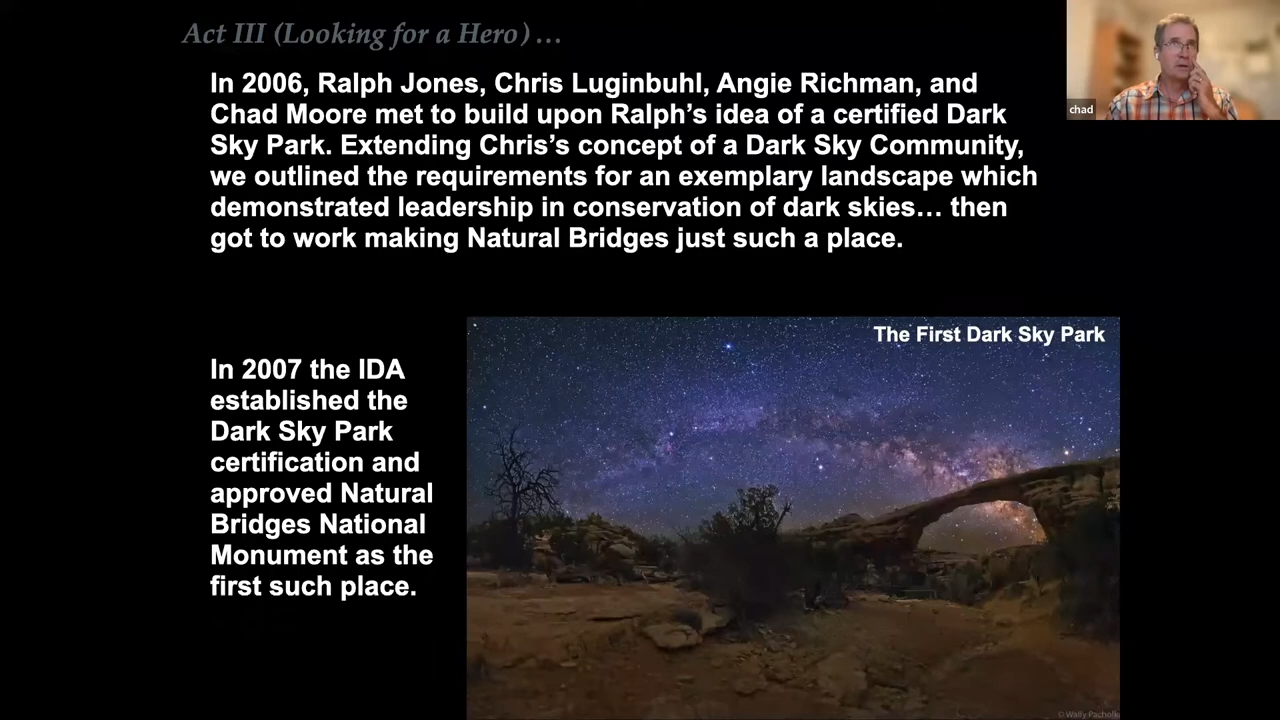 Act III (Looking for a Hero) …
chad
In 2006, Ralph Jones, Chris Luginbuhl, Angie Richman, and
Chad Moore met to build upon Ralph’s idea of a certified Dark
Sky Park. Extending Chris’s concept of a Dark Sky Community,
we outlined the requirements for an exemplary landscape which
demonstrated leadership in conservation of dark skies… then
got to work making Natural Bridges just such a place.
In 2007 the IDA
established the
Dark Sky Park
certification and
approved Natural
Bridges National
Monument as the
first such place.
The First Dark Sky Park
© Wally